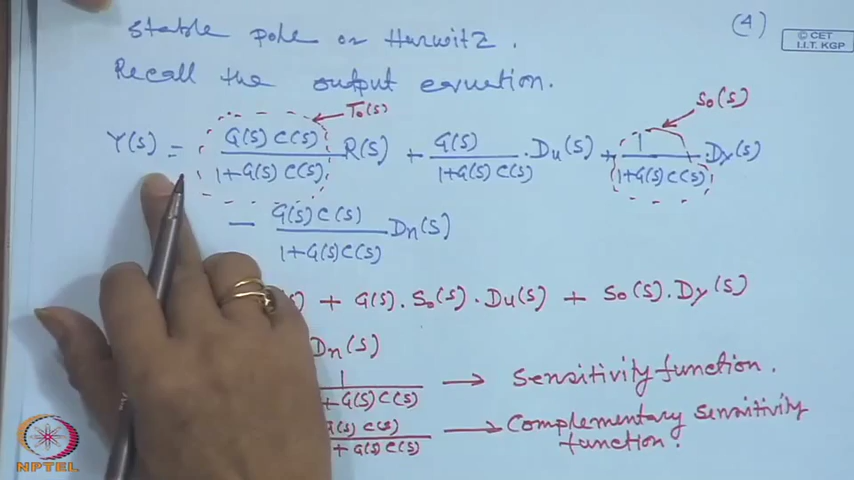 (4)
© CET
I.I.T. KGP
stable pole or Hurwitz.
Recall the output equation.
T₀(s)
S₀(s)
Y(s) = G(s)C(s) / 1+G(s)C(s) R(s) + G(s) / 1+G(s)C(s) · Du(s) + 1 / 1+G(s)C(s) · Dy(s)
− G(s)C(s) / 1+G(s)C(s) Dn(s)
(s) + G(s). S₀(s). Du(s) + S₀(s). Dy(s)
Dn(s)
1 / + G(s)C(s) → Sensitivity function.
G(s)C(s) / + G(s)C(s) → Complementary Sensitivity
function.
NPTEL